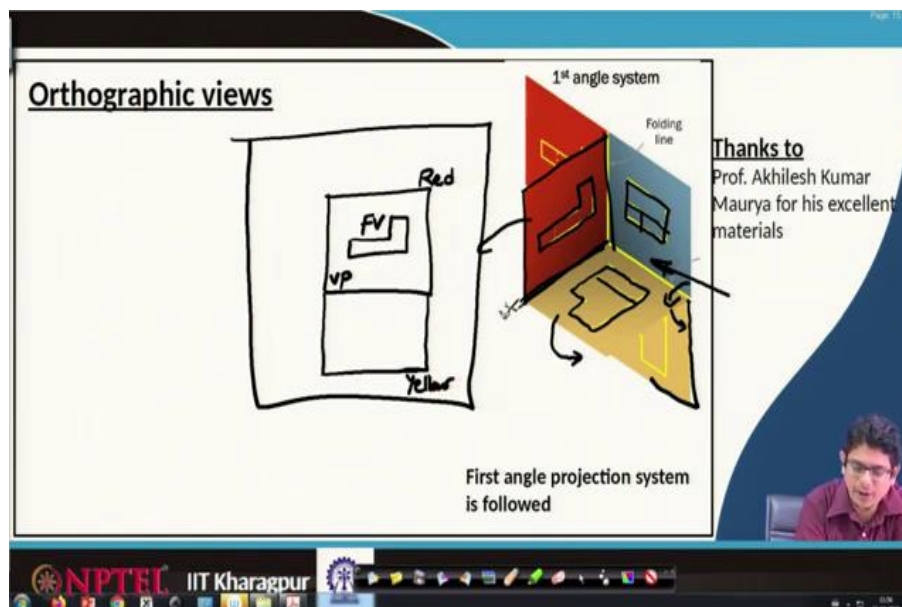 Orthographic views
1st angle system
Folding
line
Thanks to
Prof. Akhilesh Kumar
Maurya for his excellent
materials
Red
FV
VP
Yellow
First angle projection system
is followed
NPTEL IIT Kharagpur